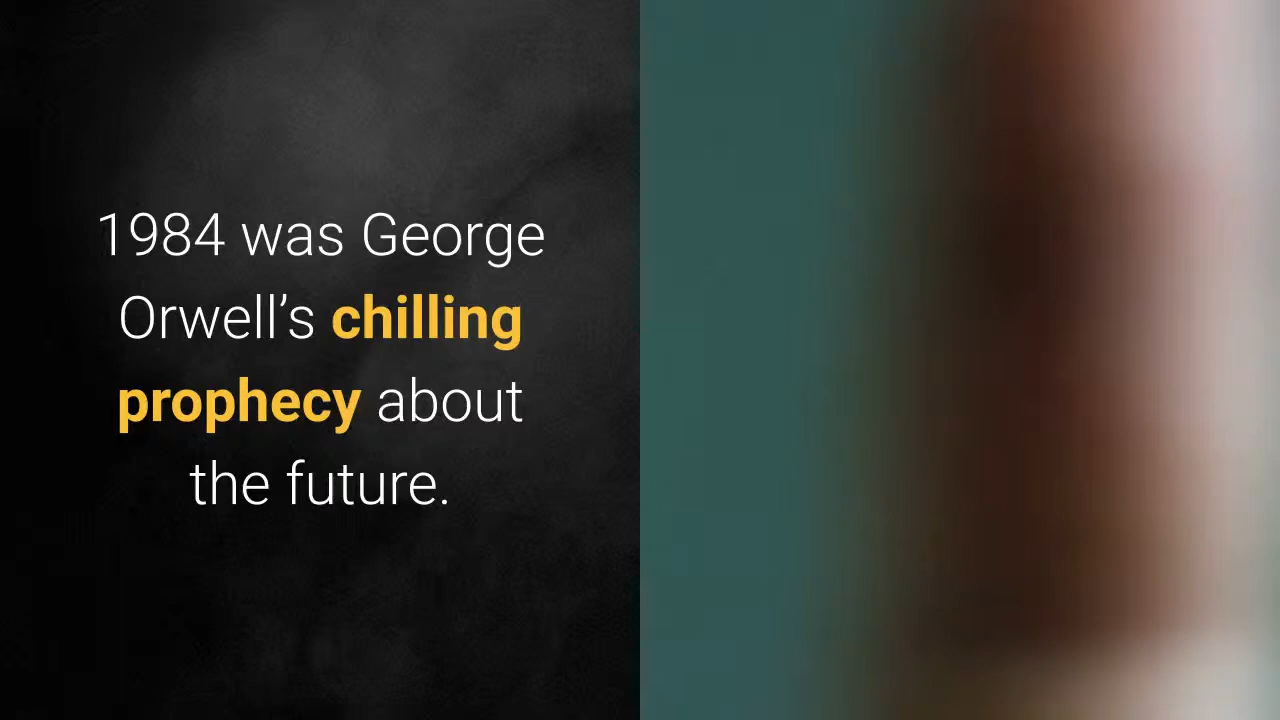 1984 was George
Orwell’s chilling
prophecy about
the future.